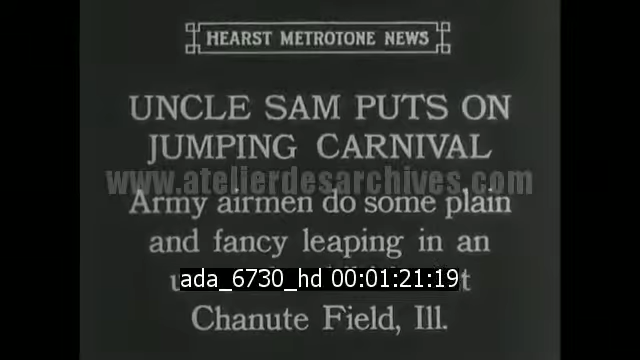 HEARST METROTONE NEWS
UNCLE SAM PUTS ON
JUMPING CARNIVAL
www.atelierdesarchives.com
Army airmen do some plain
and fancy leaping in an
ada_6730_hd 00:01:21:19
Chanute Field, Ill.